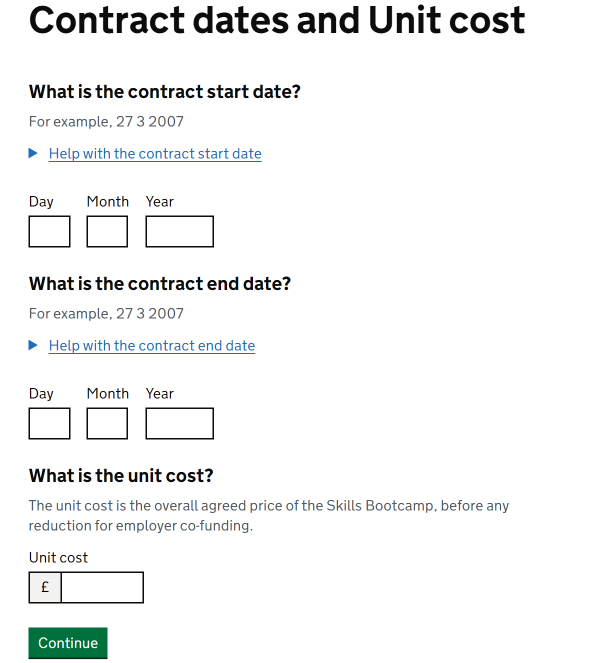 Contract dates and Unit cost
What is the contract start date?
For example, 27 3 2007
Help with the contract start date
Day Month Year
What is the contract end date?
For example, 27 3 2007
Help with the contract end date
Day Month Year
What is the unit cost?
The unit cost is the overall agreed price of the Skills Bootcamp, before any
reduction for employer co-funding.
Unit cost
£
Continue